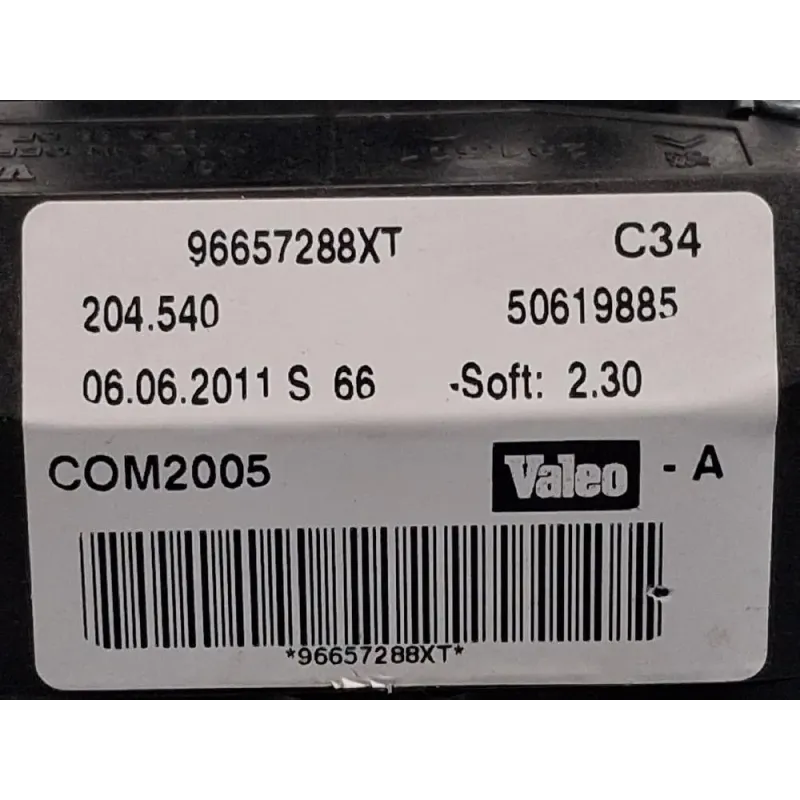 96657288XT C34
204.540 50619885
06.06.2011 S 66 -Soft: 2.30
COM2005 Valeo - A
*96657288XT*